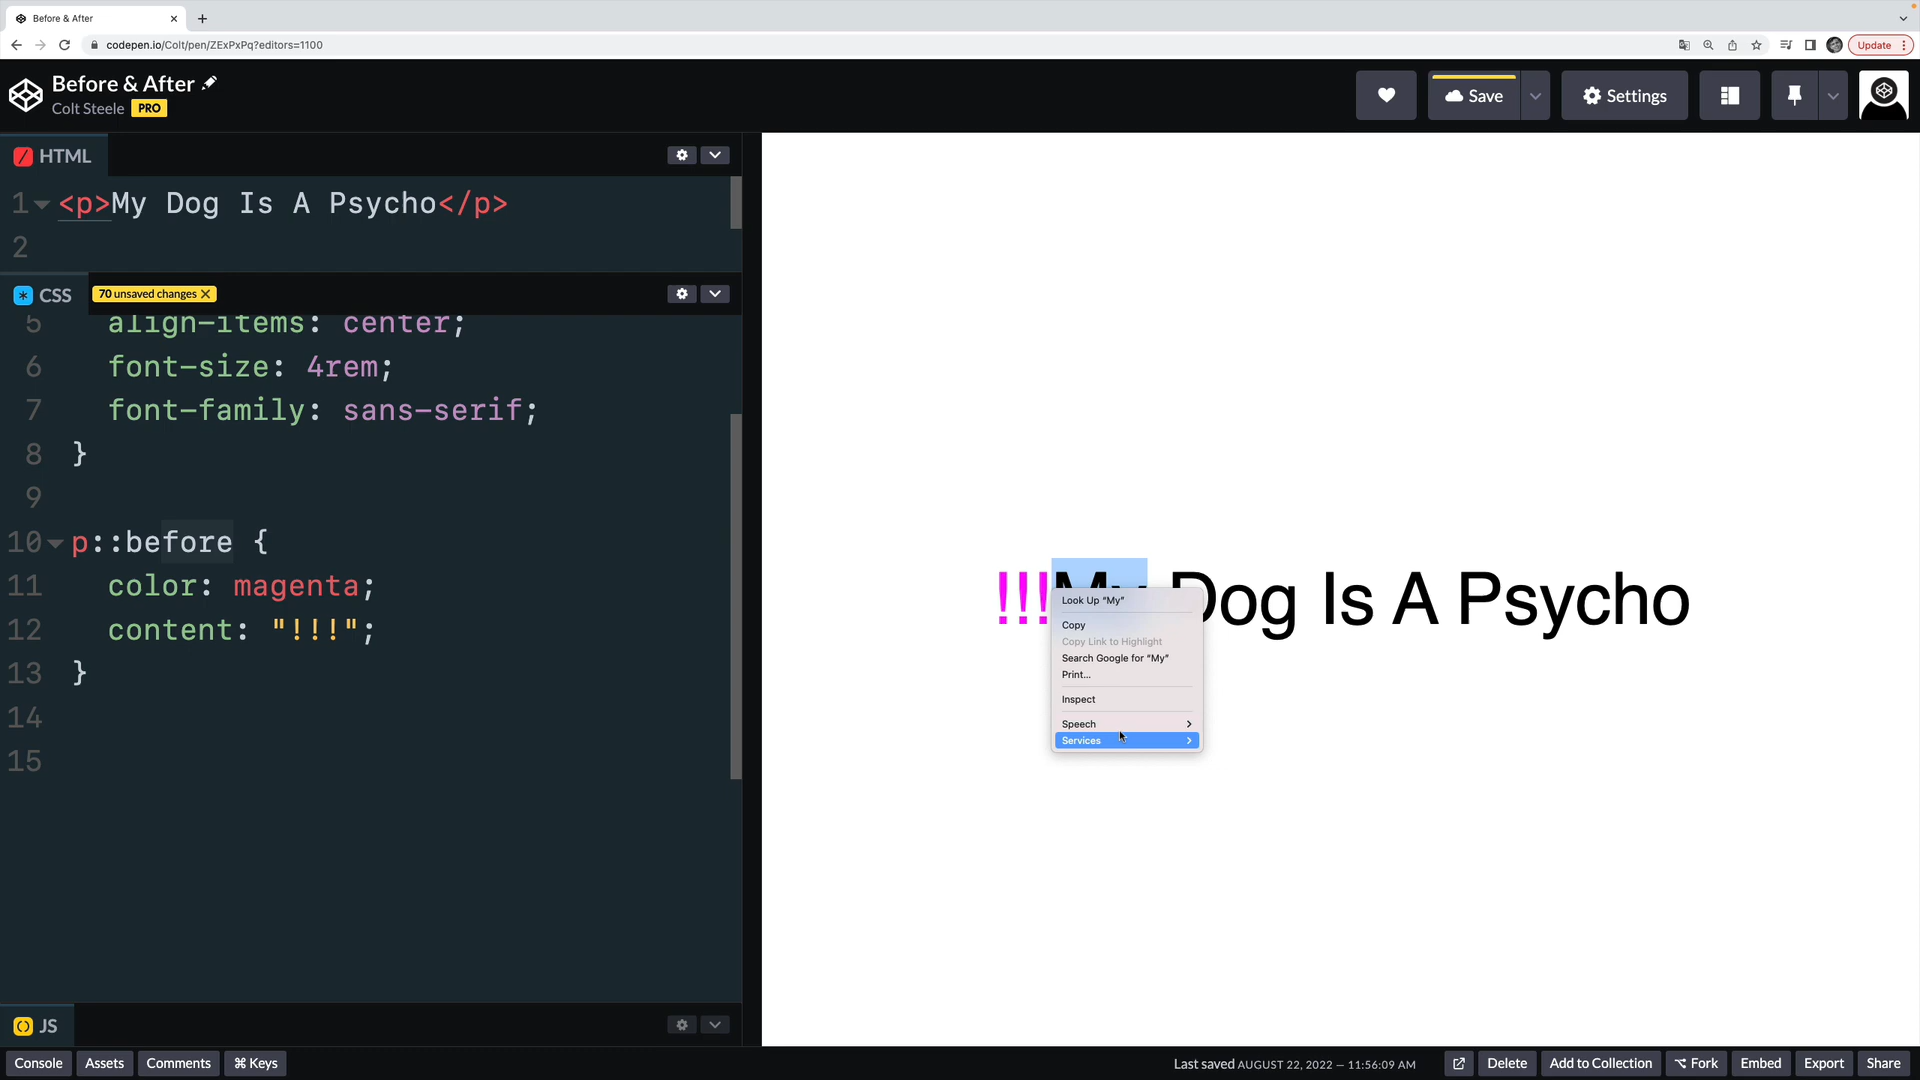 Before & After
codepen.io/Colt/pen/ZExPxPq?editors=1100
Update
Before & After
Colt Steele PRO
Save
Settings
HTML
1 <p>My Dog Is A Psycho</p>
2
CSS 70 unsaved changes
5 align-items: center;
6 font-size: 4rem;
7 font-family: sans-serif;
8 }
9
10 p::before {
11 color: magenta;
12 content: "!!!";
13 }
14
15
!!!My Dog Is A Psycho
Look Up “My”
Copy
Copy Link to Highlight
Search Google for “My”
Print...
Inspect
Speech
Services
JS
Console Assets Comments ⌘ Keys Last saved AUGUST 22, 2022 — 11:56:09 AM Delete Add to Collection ⌥ Fork Embed Export Share